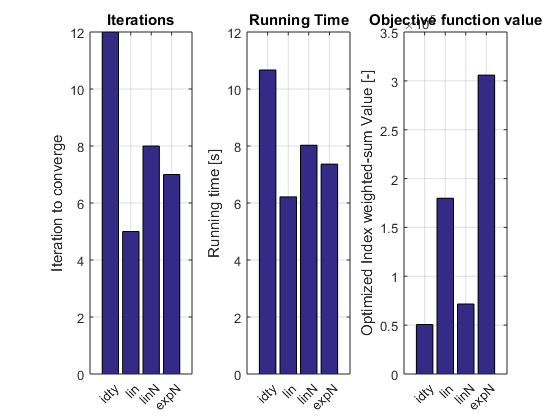 Iterations
Iteration to converge
12
10
8
6
4
2
0
idty
lin
linN
expN
Running Time
Running time [s]
12
10
8
6
4
2
0
idty
lin
linN
expN
Objective function value
Optimized Index weighted-sum Value [-]
3.5
3
2.5
2
1.5
1
0.5
0
idty
lin
linN
expN